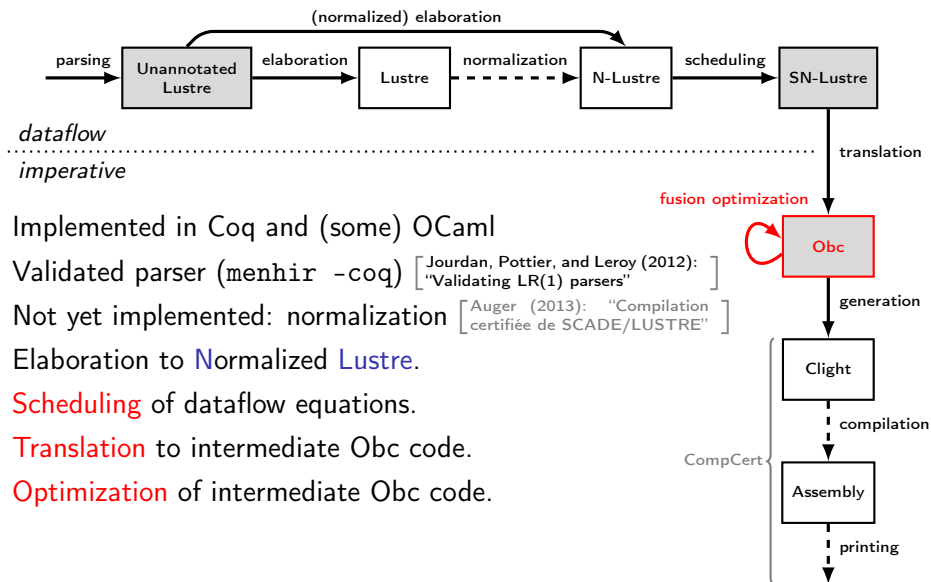 (normalized) elaboration
parsing
Unannotated
Lustre
elaboration
Lustre
normalization
N-Lustre
scheduling
SN-Lustre
dataflow
imperative
translation
fusion optimization
Obc
generation
Clight
compilation
CompCert
Assembly
printing
Implemented in Coq and (some) OCaml
Validated parser (menhir -coq) [Jourdan, Pottier, and Leroy (2012):
“Validating LR(1) parsers”]
Not yet implemented: normalization [Auger (2013): “Compilation
certifiée de SCADE/LUSTRE”]
Elaboration to Normalized Lustre.
Scheduling of dataflow equations.
Translation to intermediate Obc code.
Optimization of intermediate Obc code.